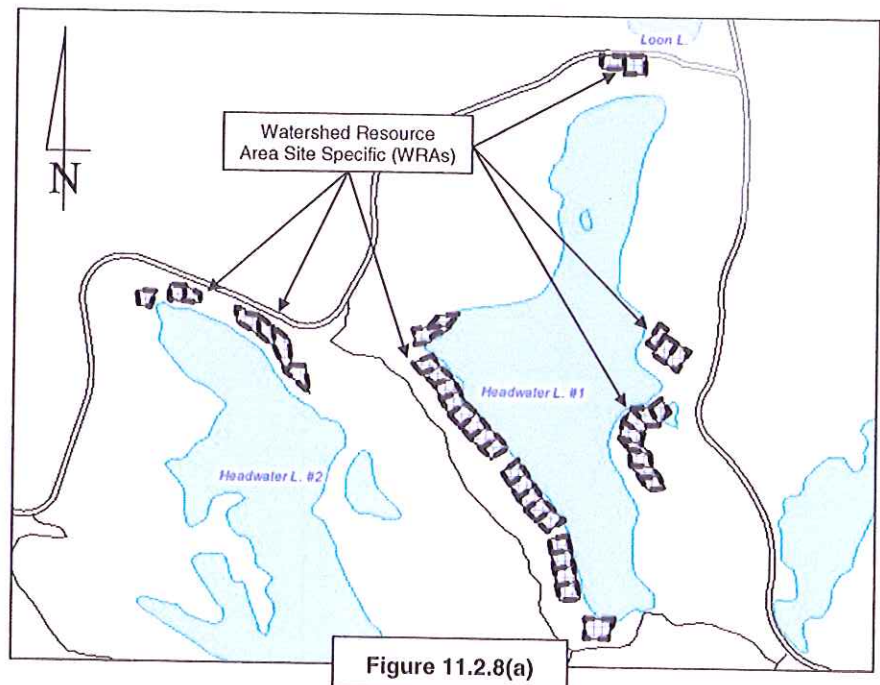 Loon L.
Watershed Resource
Area Site Specific (WRAs)
N
Headwater L. #1
Headwater L. #2
Figure 11.2.8(a)